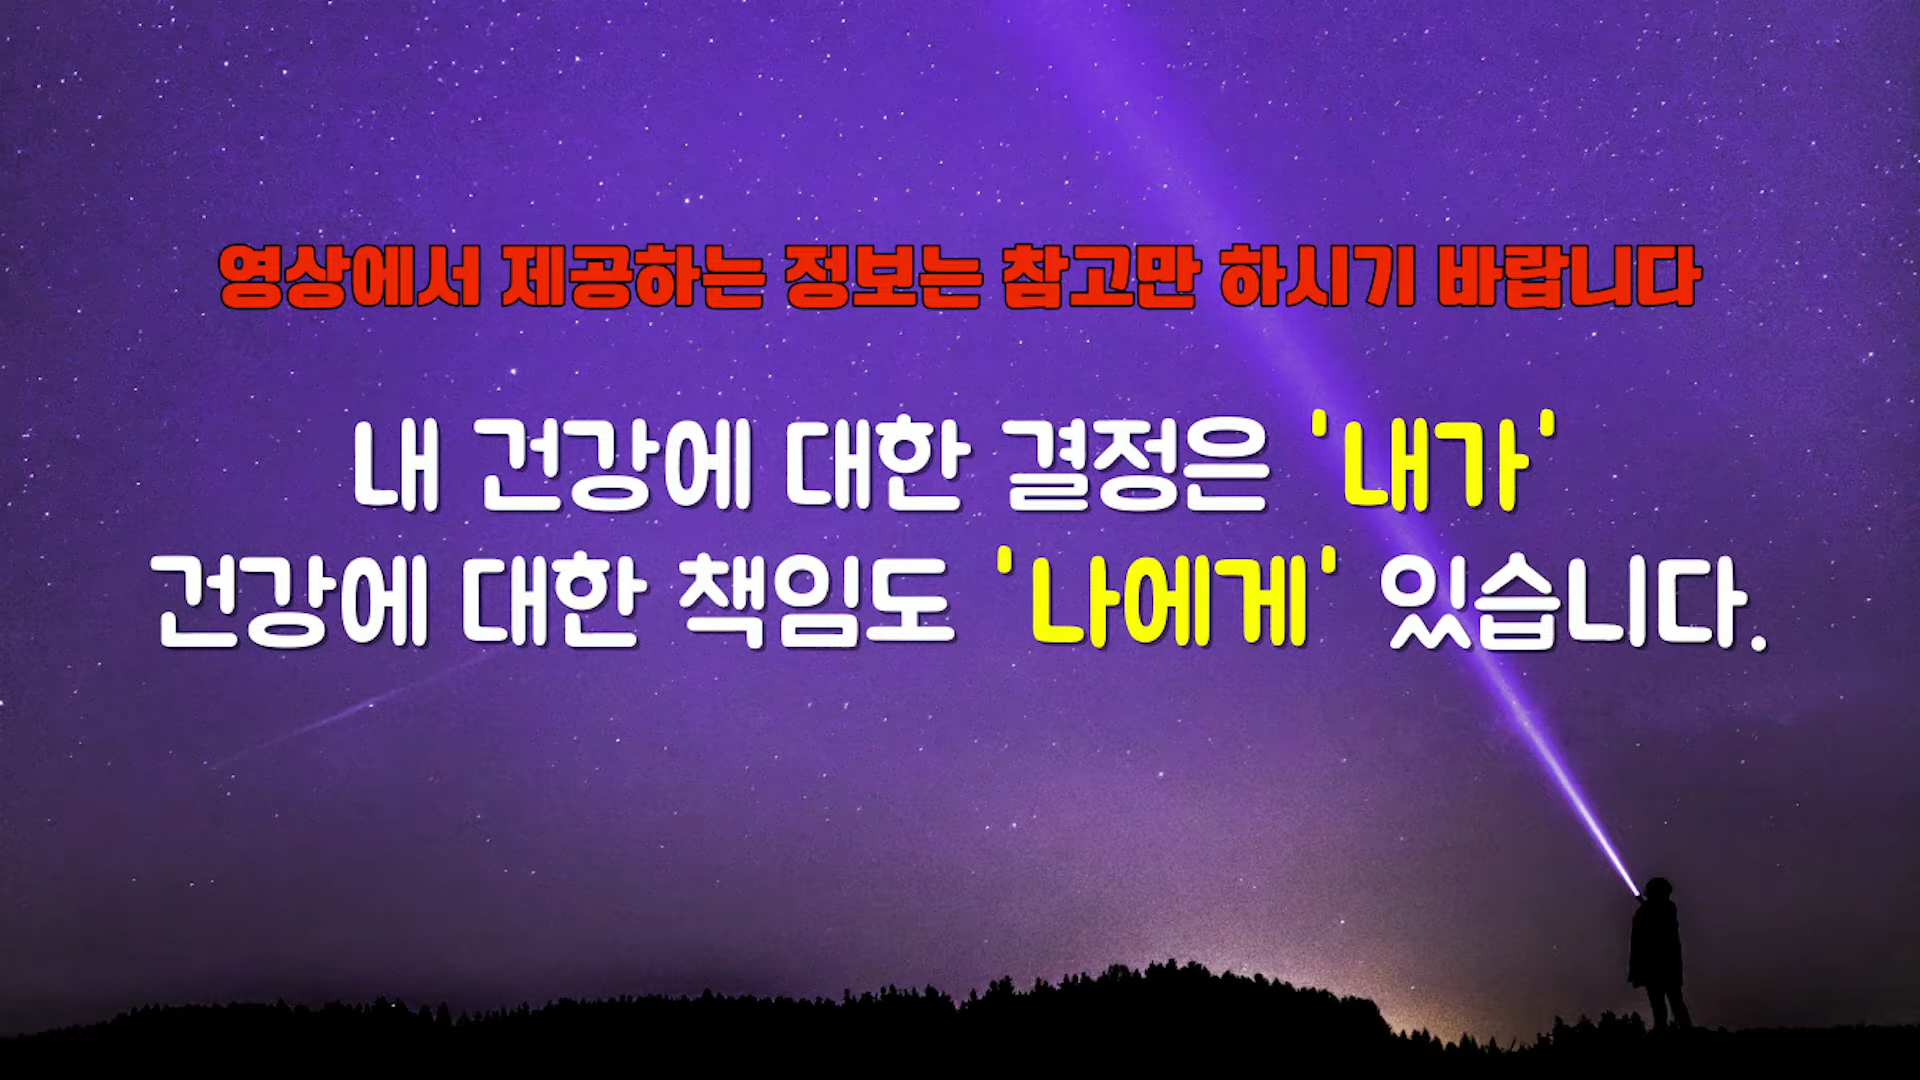 영상에서 제공하는 정보는 참고만 하시기 바랍니다
내 건강에 대한 결정은 '내가'
건강에 대한 책임도 '나에게' 있습니다.